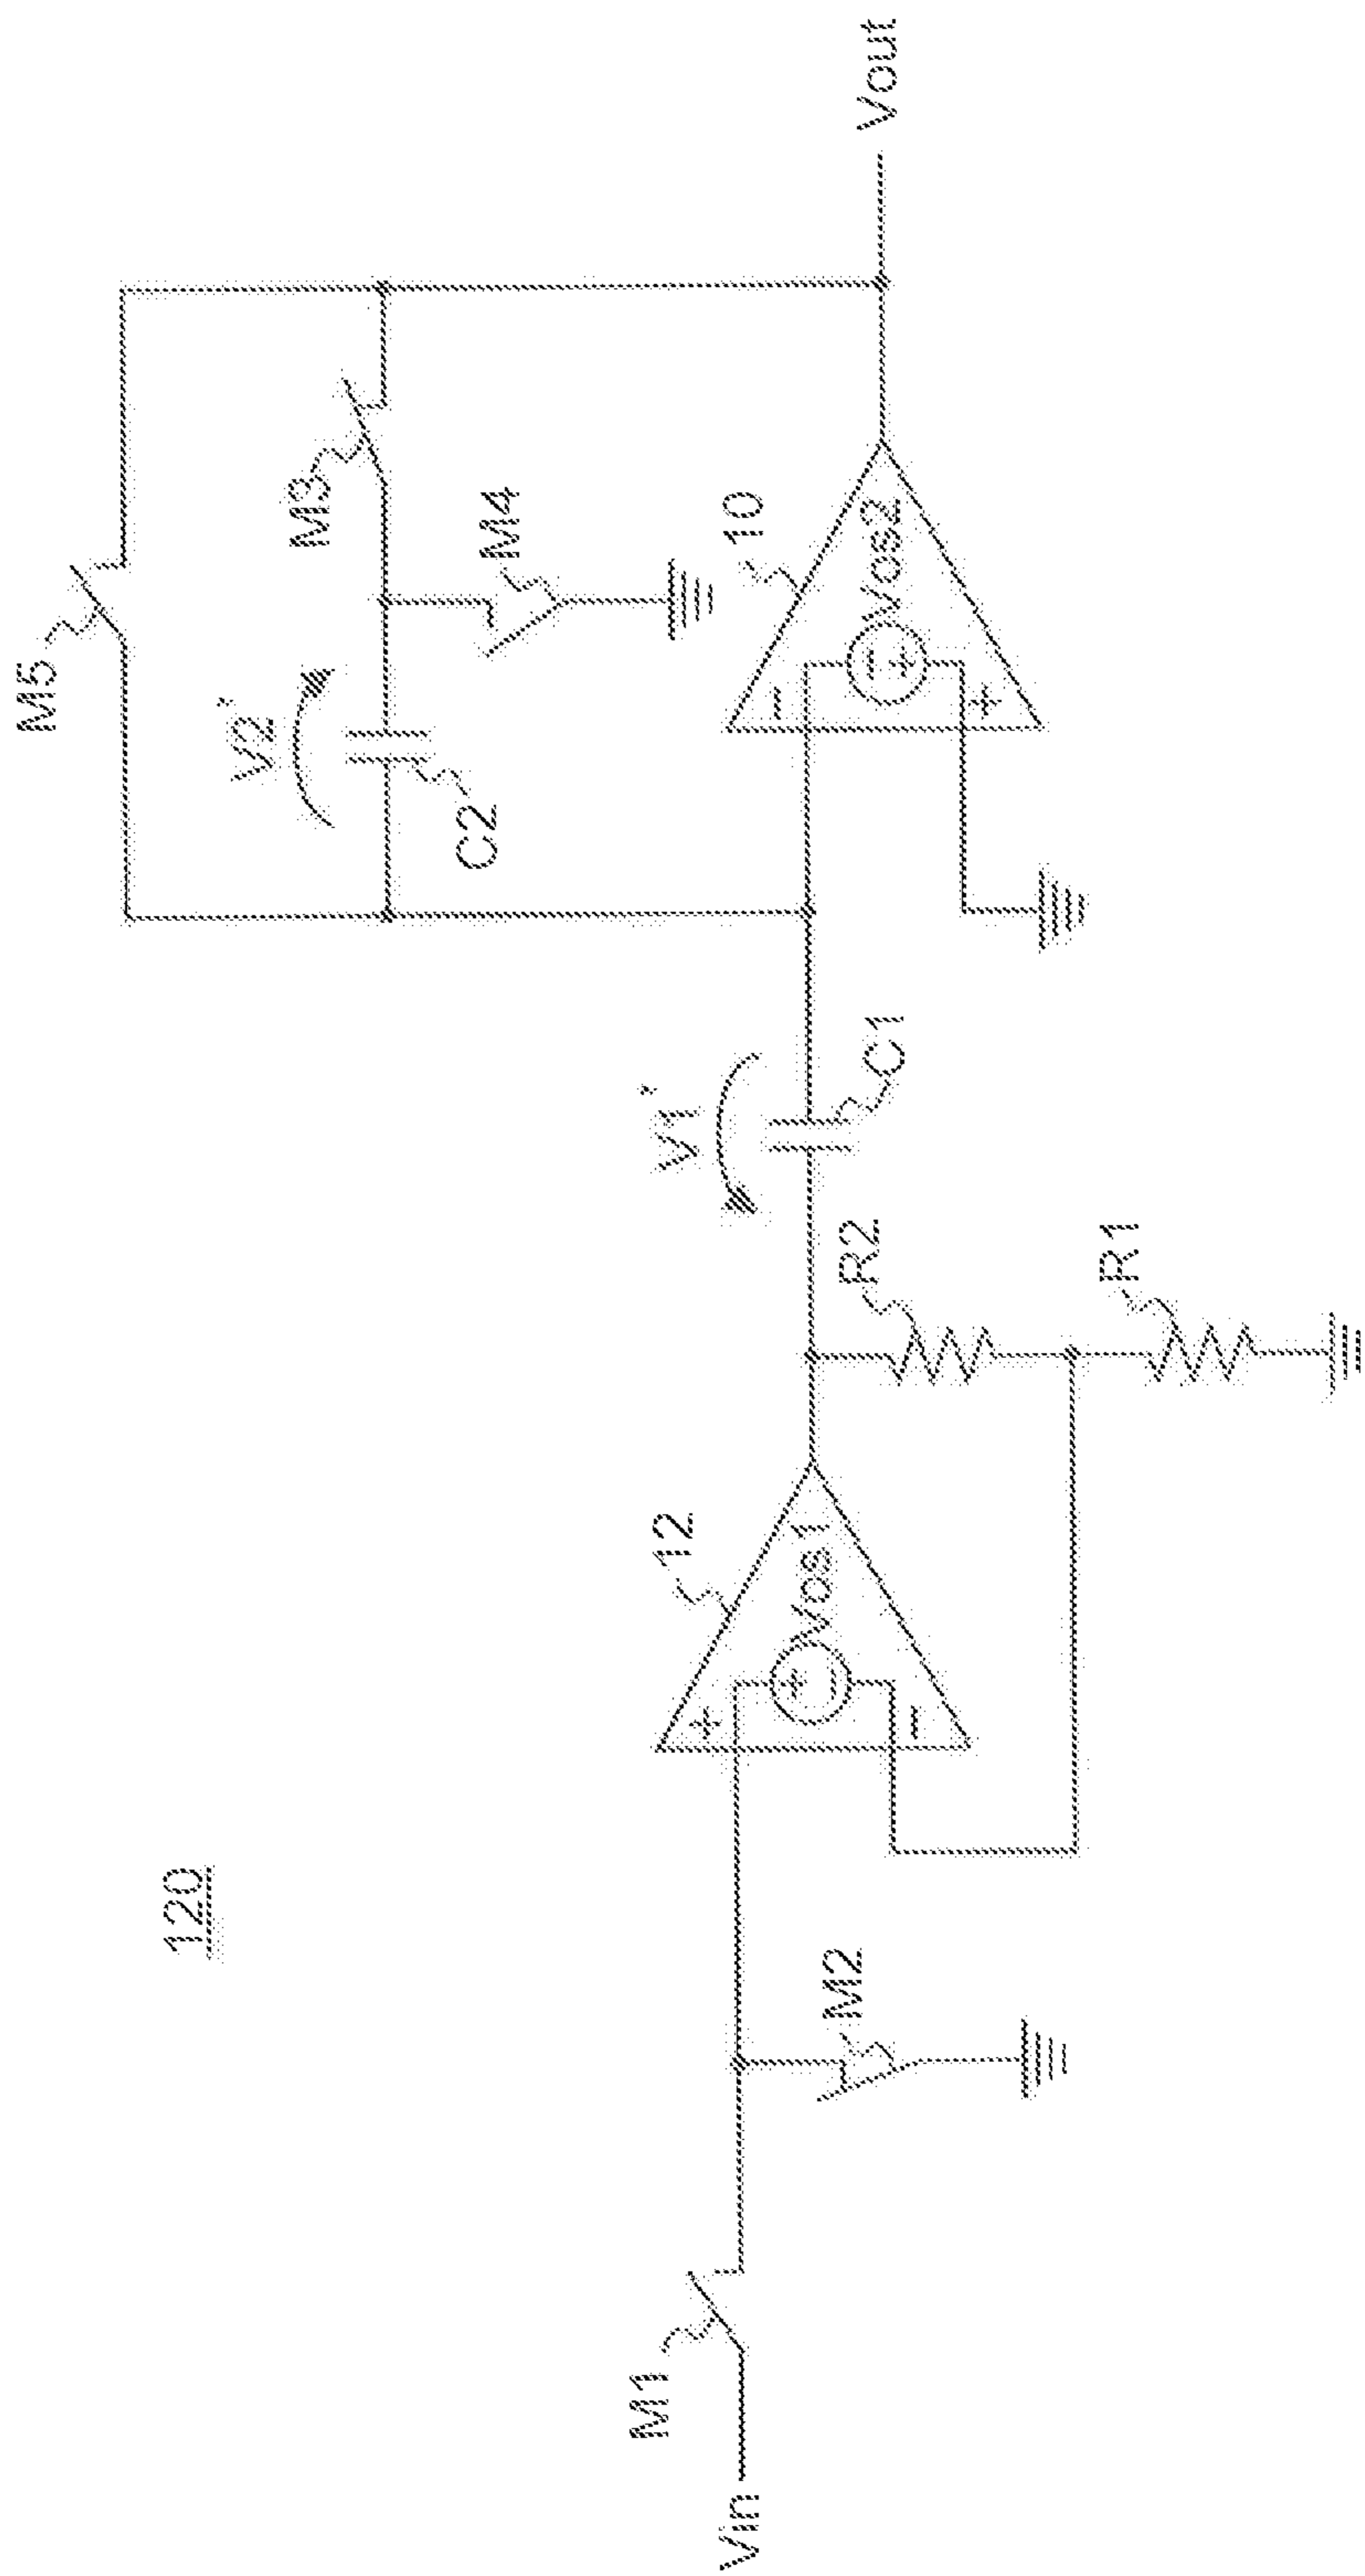 120
Vin
M1
M2
12
+
Vos1
+
−
−
R2
R1
V1'
C1
M5
V2'
C2
M3
M4
10
−
Vos2
−
+
+
Vout